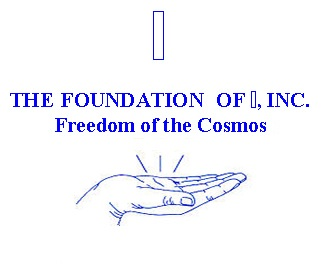 ▯
THE FOUNDATION OF ▯, INC.
Freedom of the Cosmos